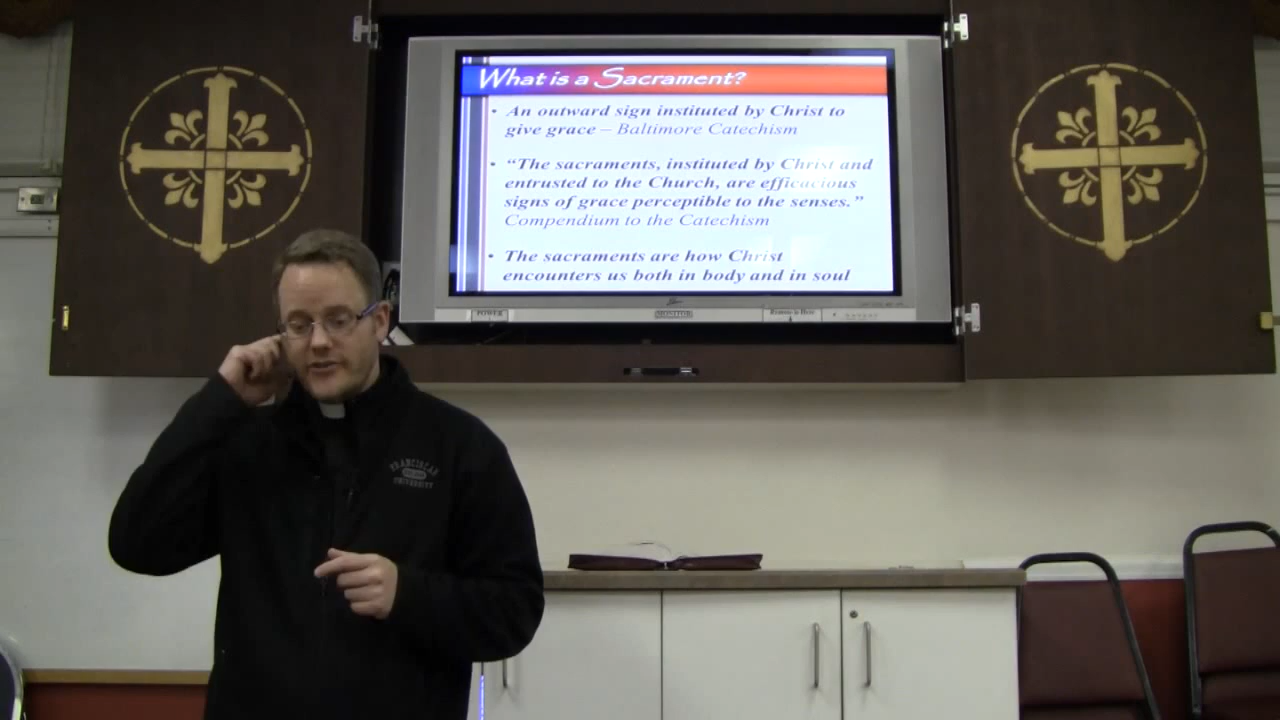 What is a Sacrament?
• An outward sign instituted by Christ to
give grace – Baltimore Catechism
• “The sacraments, instituted by Christ and
entrusted to the Church, are efficacious
signs of grace perceptible to the senses.”
Compendium to the Catechism
• The sacraments are how Christ
encounters us both in body and in soul
POWER
MONITOR
FRANCISCAN
UNIVERSITY